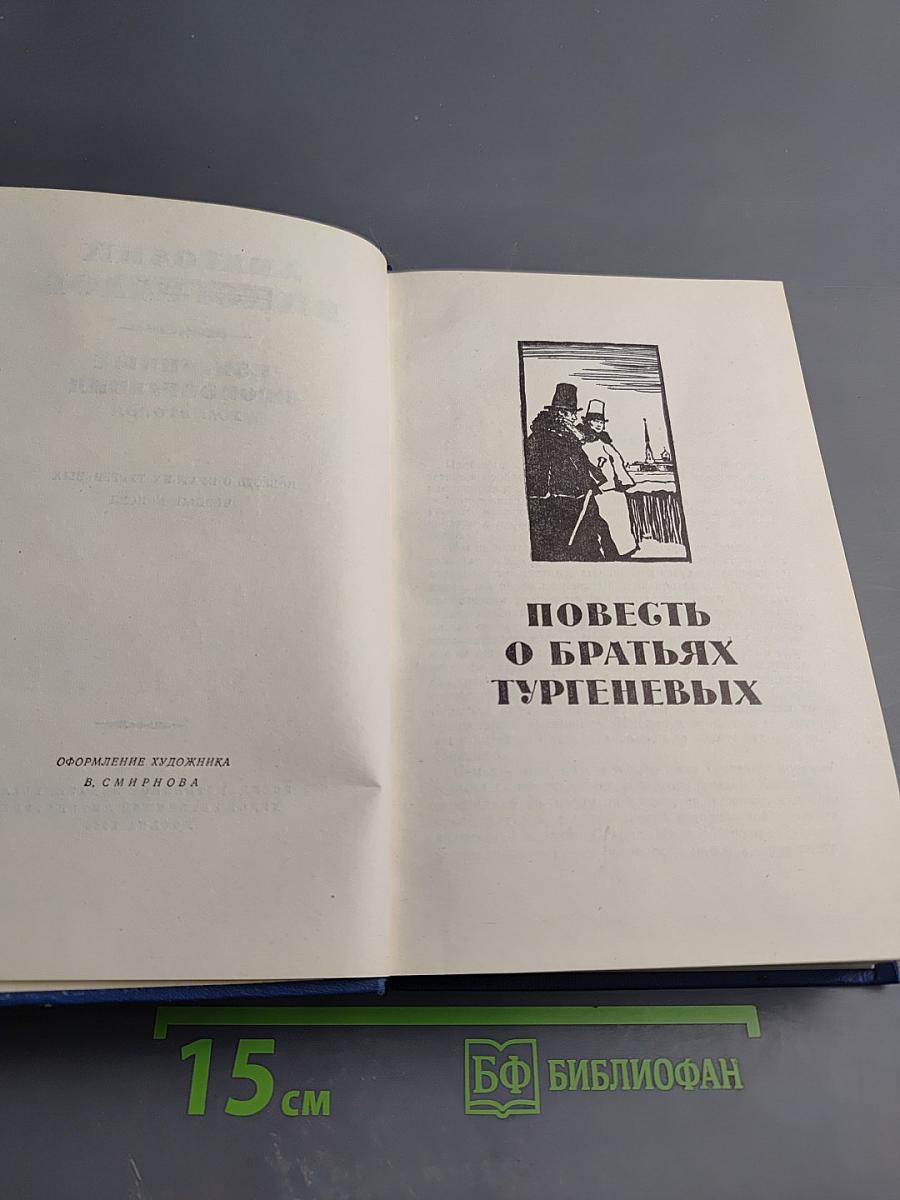 ОФОРМЛЕНИЕ ХУДОЖНИКА
В. СМИРНОВА
ПОВЕСТЬ
О БРАТЬЯХ
ТУРГЕНЕВЫХ
15 см
БФ БИБЛИОФАН